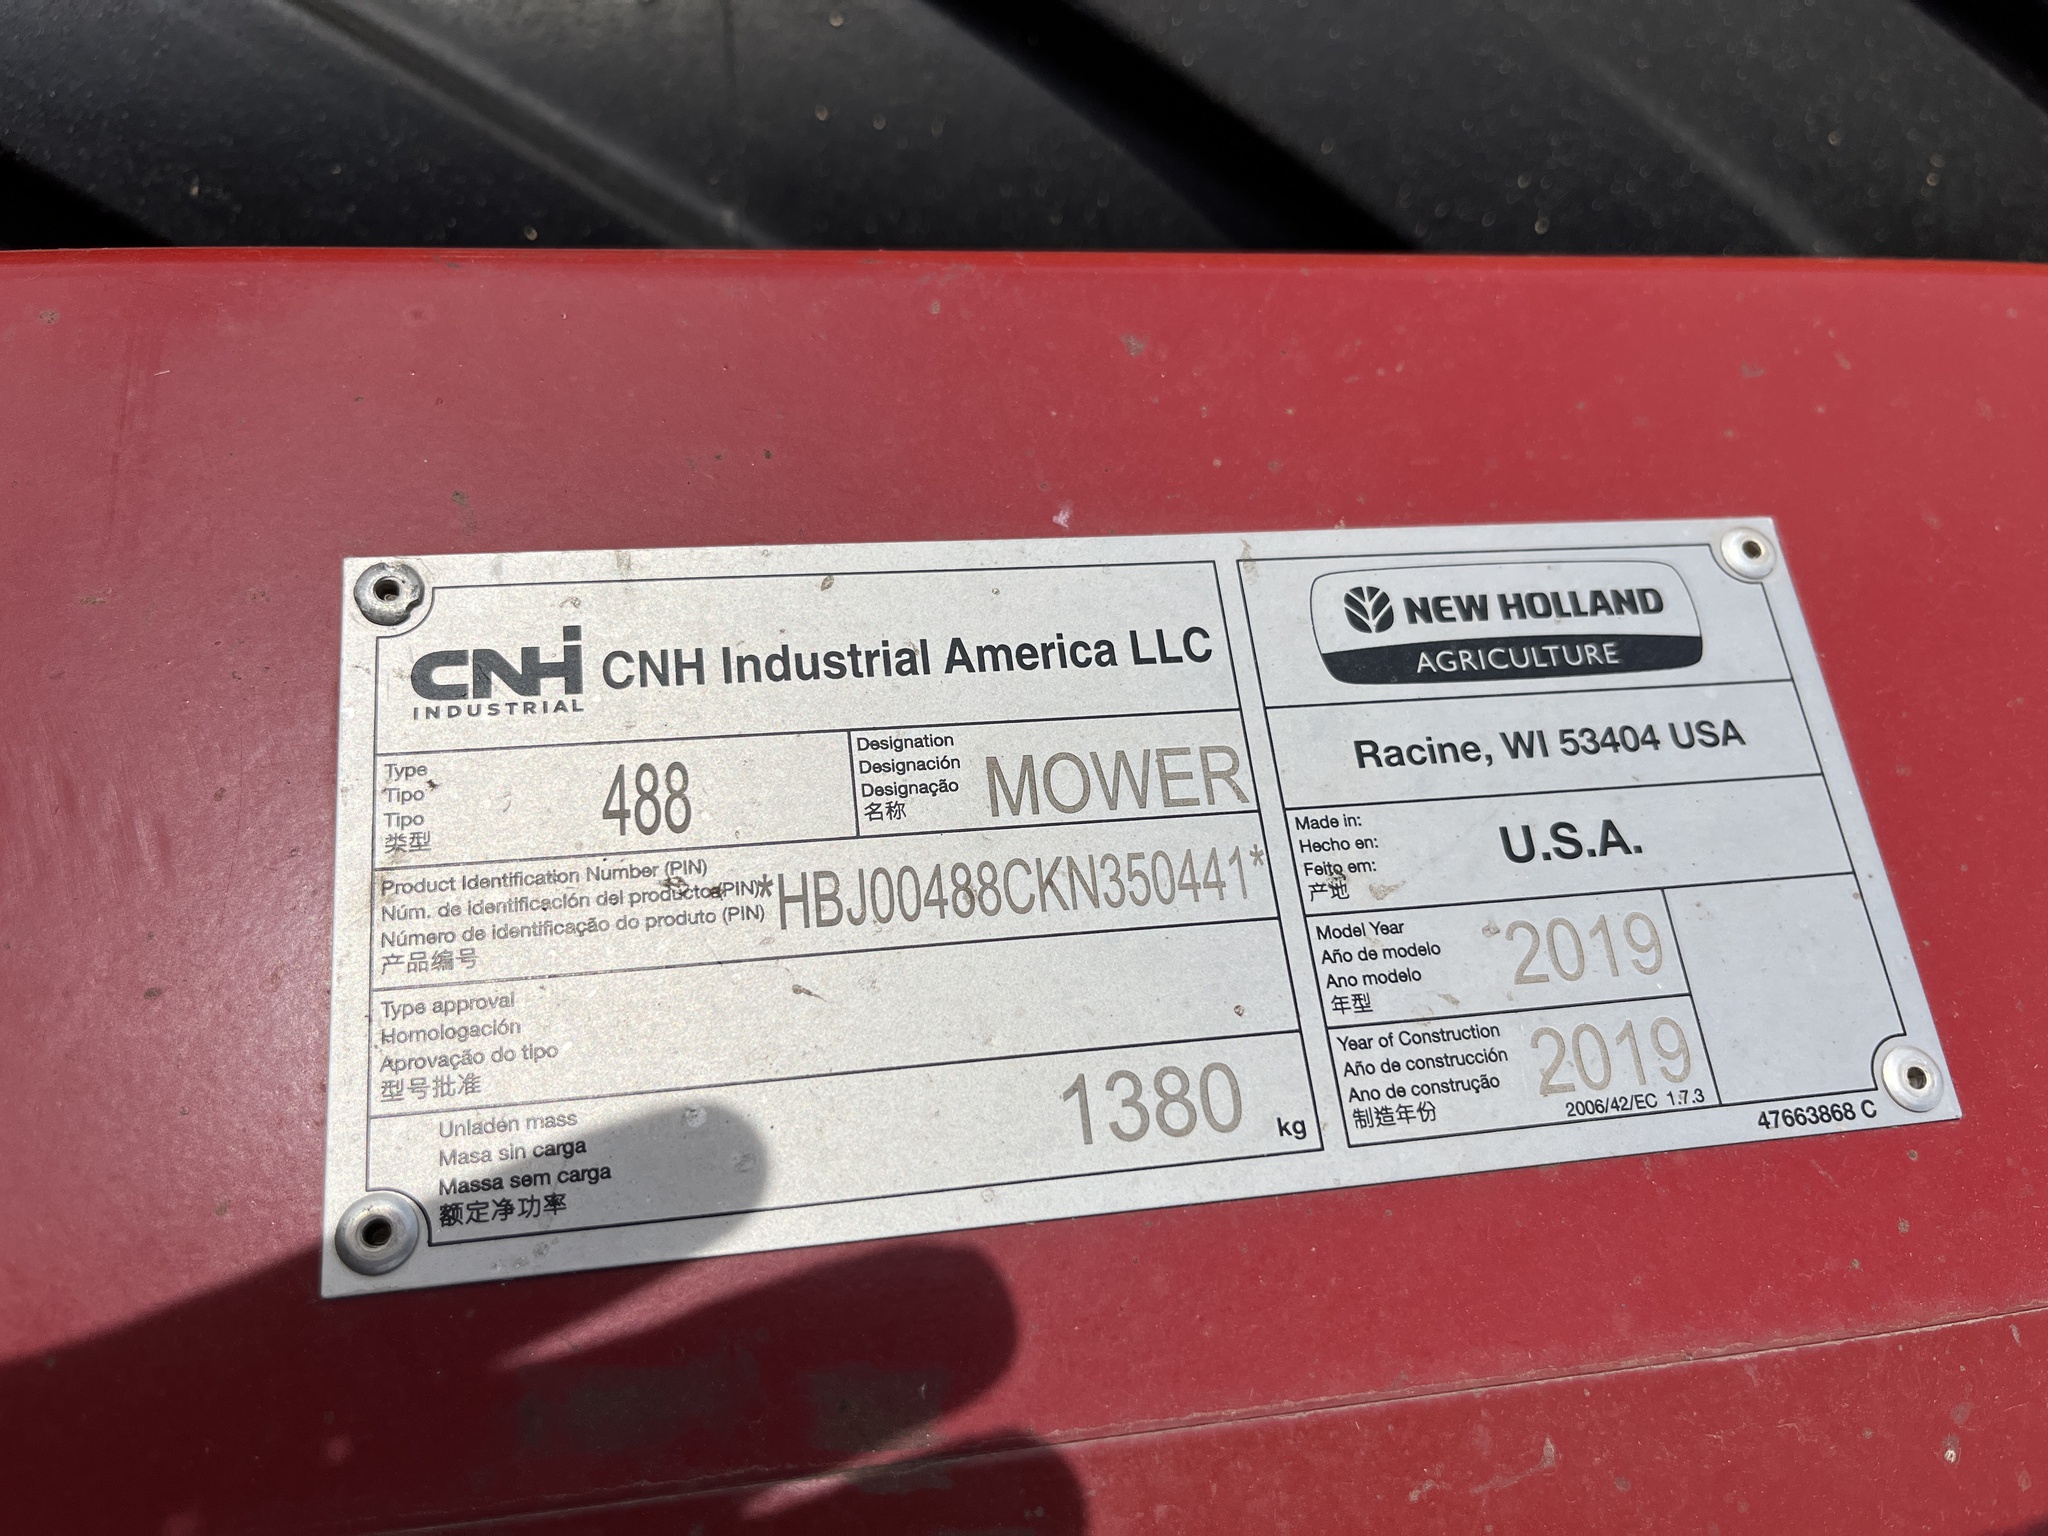 CNH
INDUSTRIAL
CNH Industrial America LLC
Type
Tipo
Tipo
类型
488
Designation
Designación
Designação
名称
MOWER
Product Identification Number (PIN)
Núm. de identificación del producto (PIN)
Número de identificação do produto (PIN)
产品编号
*HBJ00488CKN350441*
Type approval
Homologación
Aprovação do tipo
型号批准
Unladen mass
Masa sin carga
Massa sem carga
额定净功率
1380
kg
NEW HOLLAND
AGRICULTURE
Racine, WI 53404 USA
Made in:
Hecho en:
Feito em:
产地
U.S.A.
Model Year
Año de modelo
Ano modelo
年型
2019
Year of Construction
Año de construcción
Ano de construção
制造年份
2019
2006/42/EC 1.7.3
47663868 C